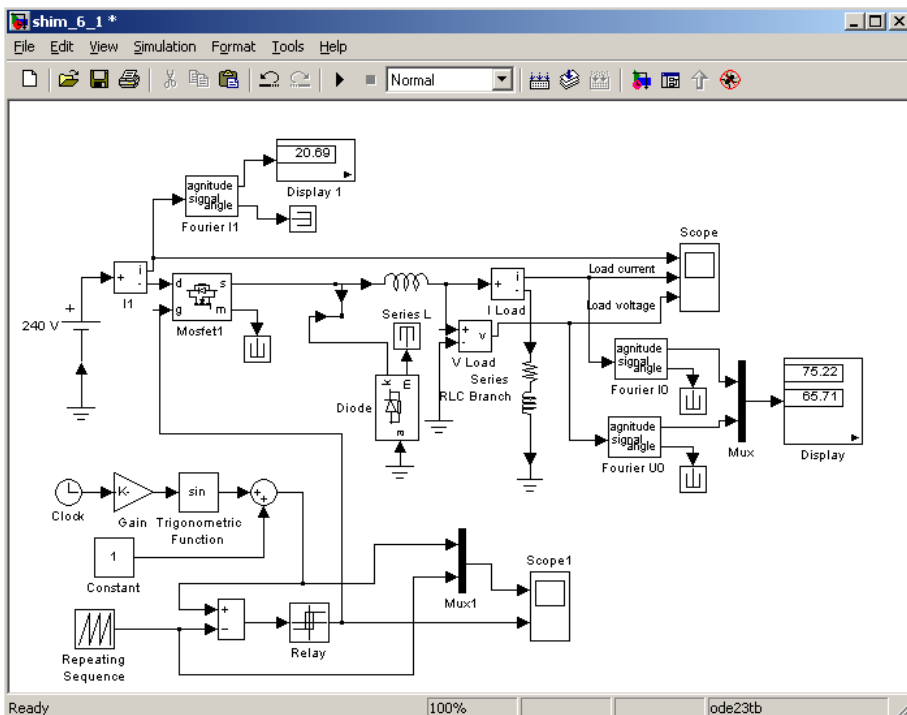 shim_6_1 *
File Edit View Simulation Format Tools Help
Normal
20.69
Display 1
agnitude
signal
angle
Fourier I1
Scope
+ i
-
I1
d s
g m
Mosfet1
240 V
+
Series L
+ i
-
I Load
Load current
Load voltage
+
-
v
V Load
Series
RLC Branch
k m
a
Diode
agnitude
signal
angle
Fourier I0
agnitude
signal
angle
Fourier U0
Mux
75.22
65.71
Display
Clock
K-
Gain
sin
Trigonometric
Function
+
+
1
Constant
Repeating
Sequence
+
−
Relay
Mux1
Scope1
Ready 100% ode23tb